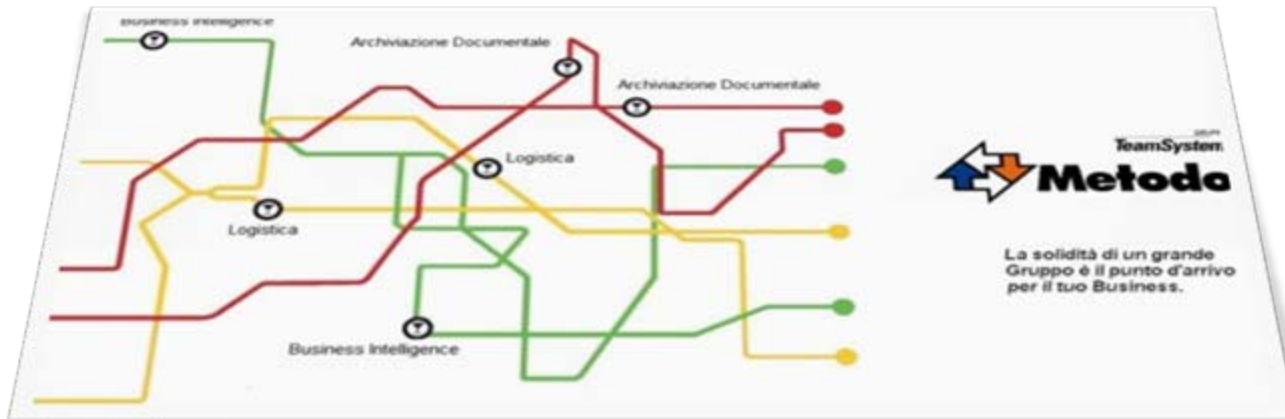 Business Intelligence
Archiviazione Documentale
Archiviazione Documentale
Logistica
Logistica
Business Intelligence
TeamSystem
Metoda
La solidità di un grande
Gruppo è il punto d'arrivo
per il tuo Business.